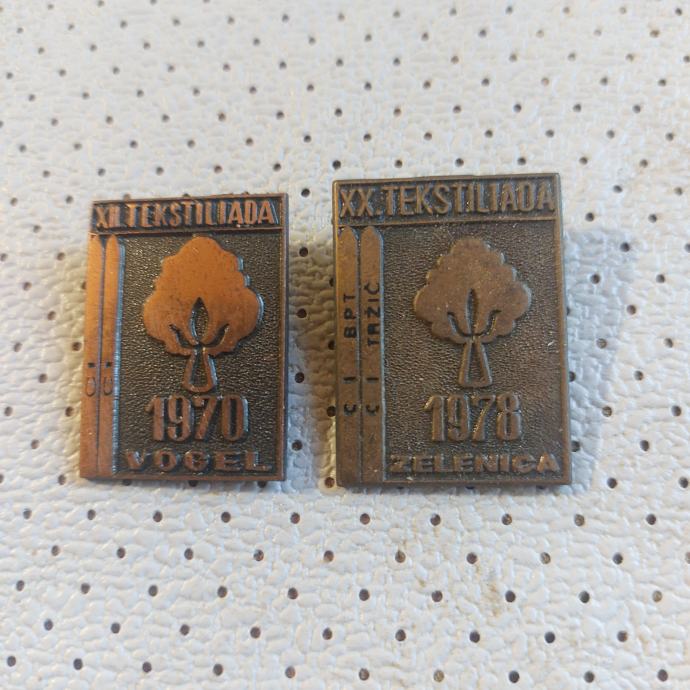 XII. TEKSTILIADA
1970
VOGEL
XX. TEKSTILIADA
BPT
TRŽIČ
1978
ZELENICA